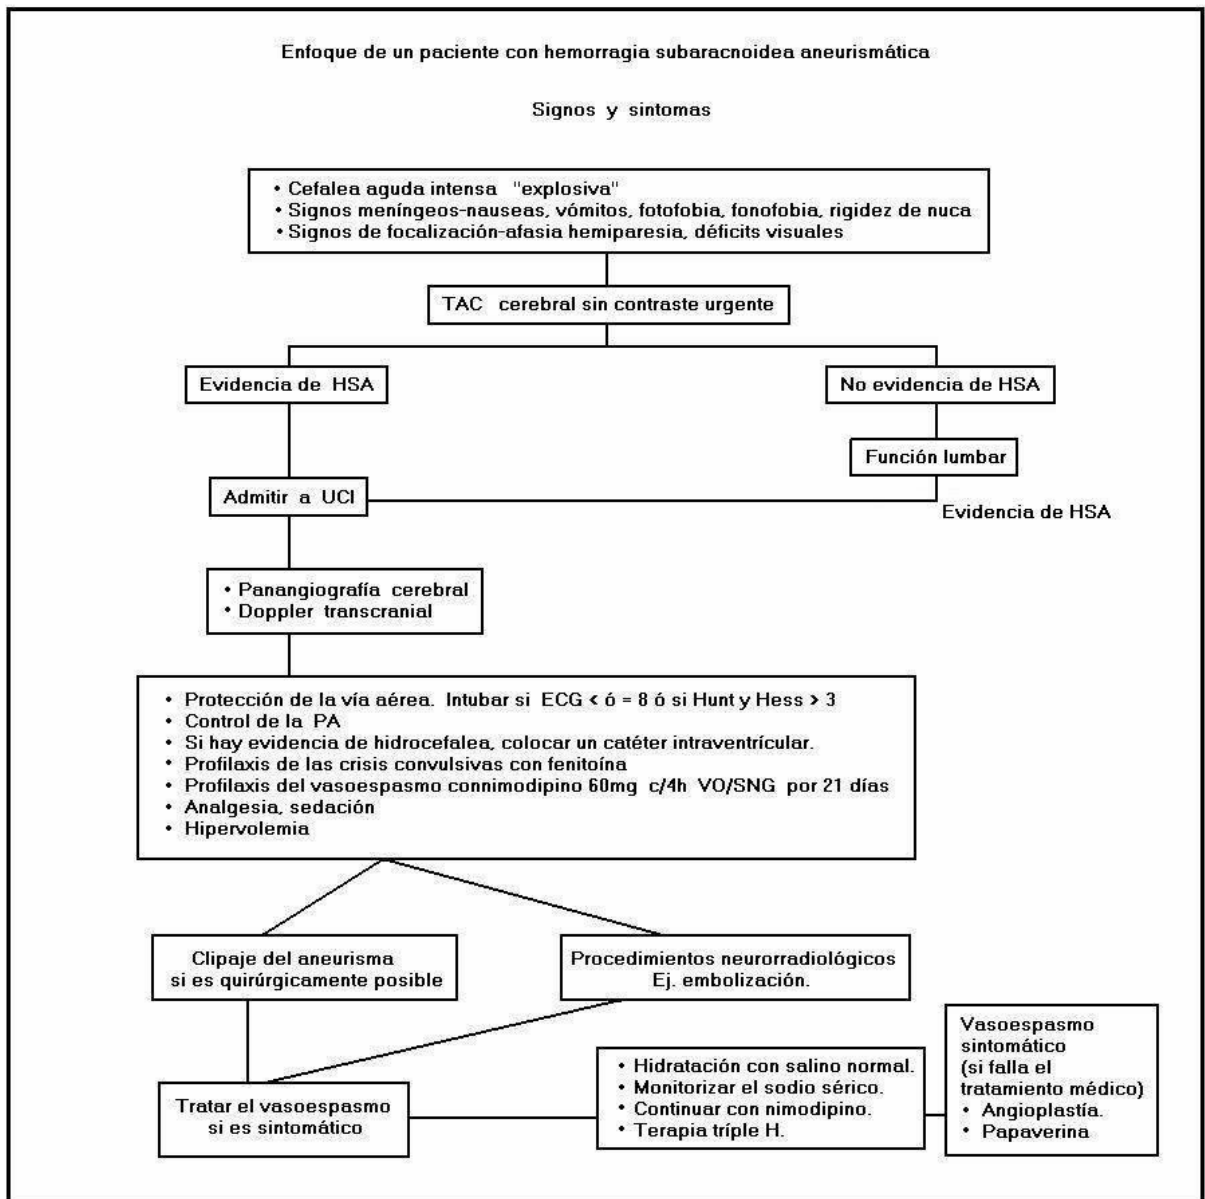 Enfoque de un paciente con hemorragia subaracnoidea aneurismática
Signos y sintomas
• Cefalea aguda intensa "explosiva"
• Signos meníngeos-nauseas, vómitos, fotofobia, fonofobia, rigidez de nuca
• Signos de focalización-afasia hemiparesia, déficits visuales
TAC cerebral sin contraste urgente
Evidencia de HSA
No evidencia de HSA
Función lumbar
Admitir a UCI
Evidencia de HSA
• Panangiografía cerebral
• Doppler transcranial
• Protección de la vía aérea. Intubar si ECG < ó = 8 ó si Hunt y Hess > 3
• Control de la PA
• Si hay evidencia de hidrocefalea, colocar un catéter intraventrícular.
• Profilaxis de las crisis convulsivas con fenitoína
• Profilaxis del vasoespasmo connimodipino 60mg c/4h VO/SNG por 21 días
• Analgesia, sedación
• Hipervolemia
Clipaje del aneurisma
si es quirúrgicamente posible
Procedimientos neurorradiológicos
Ej. embolización.
Tratar el vasoespasmo
si es sintomático
• Hidratación con salino normal.
• Monitorizar el sodio sérico.
• Continuar con nimodipino.
• Terapia tríple H.
Vasoespasmo
sintomático
(si falla el
tratamiento médico)
• Angioplastía.
• Papaverina